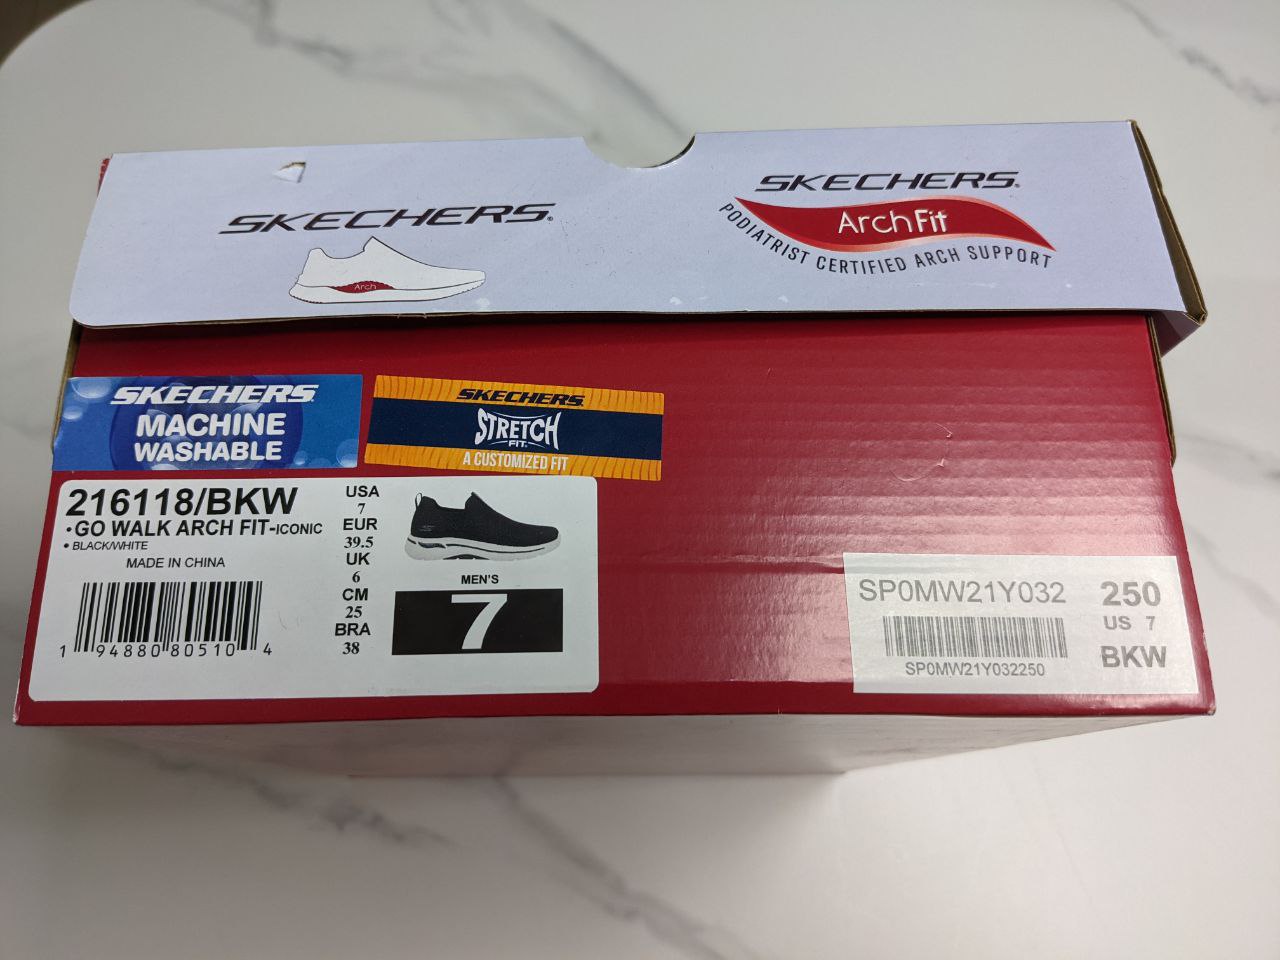 SKECHERS®
Arch
SKECHERS®
Arch Fit
PODIATRIST CERTIFIED ARCH SUPPORT
SKECHERS
MACHINE
WASHABLE
SKECHERS
STRETCH
FIT
A CUSTOMIZED FIT
216118/BKW
• GO WALK ARCH FIT-ICONIC
• BLACK/WHITE
MADE IN CHINA
1 94880 80510 4
USA
7
EUR
39.5
UK
6
CM
25
BRA
38
MEN'S
7
SP0MW21Y032
SP0MW21Y032250
250
US 7
BKW